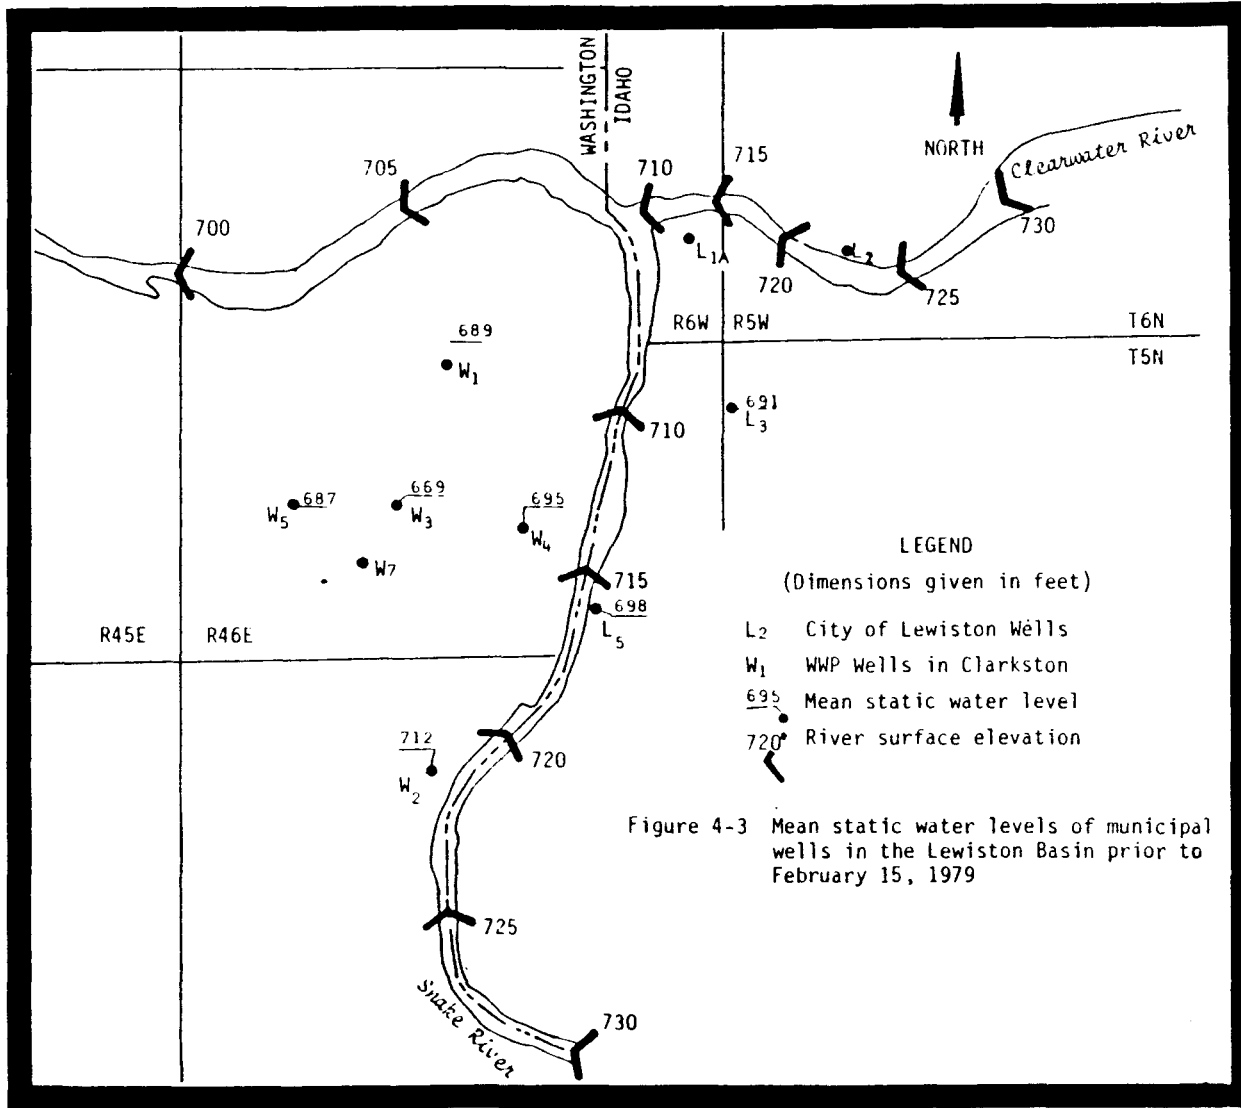 WASHINGTON
IDAHO
NORTH
Clearwater River
705
710
715
700
730
L1A
L2
720
725
689
W1
R6W R5W
T6N
T5N
691
L3
710
687
W5
669
W3
695
W4
W7
715
698
L5
R45E R46E
712
W2
720
725
Snake River
730
LEGEND
(Dimensions given in feet)
L2 City of Lewiston Wells
W1 WWP Wells in Clarkston
695 Mean static water level
720 River surface elevation
Figure 4-3 Mean static water levels of municipal
wells in the Lewiston Basin prior to
February 15, 1979